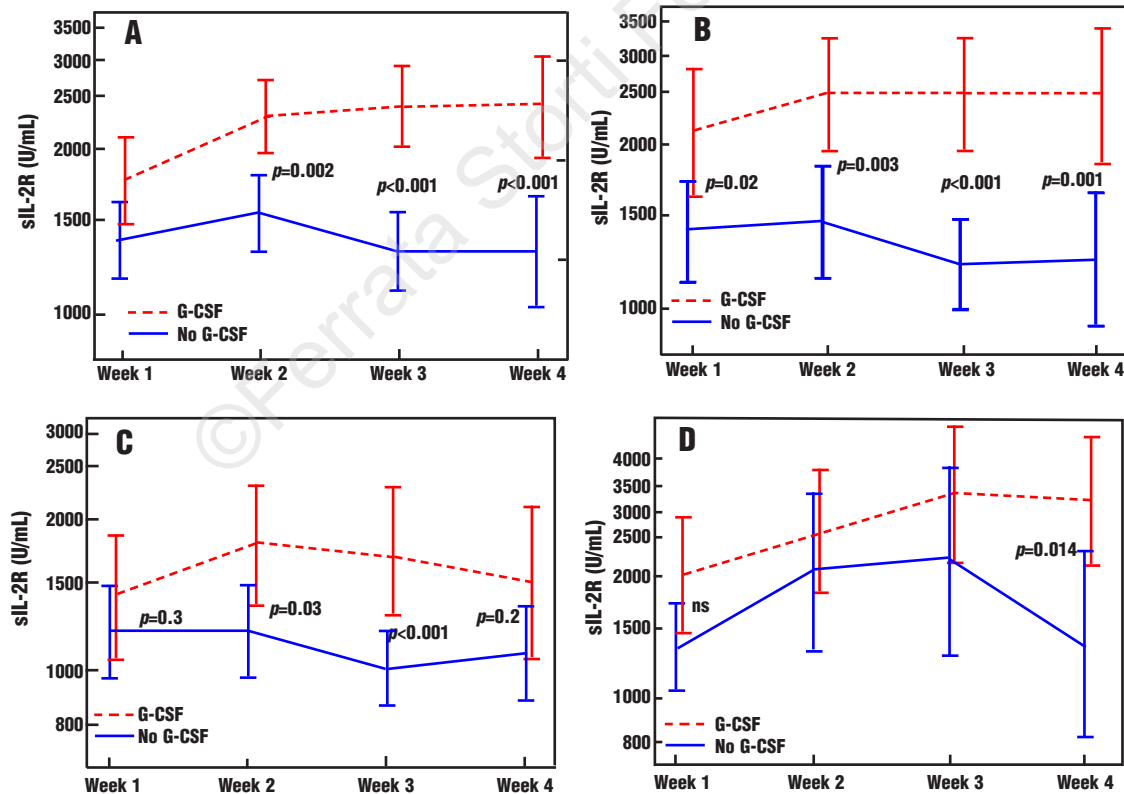 A
sIL-2R (U/mL)
3500
3000
2500
2000
1500
1000
p=0.002
p<0.001
p<0.001
G-CSF
No G-CSF
Week 1 Week 2 Week 3 Week 4
B
sIL-2R (U/mL)
3500
3000
2500
2000
1500
1000
p=0.02
p=0.003
p<0.001
p=0.001
G-CSF
No G-CSF
Week 1 Week 2 Week 3 Week 4
C
sIL-2R (U/mL)
3000
2500
2000
1500
1000
800
p=0.3
p=0.03
p<0.001
p=0.2
G-CSF
No G-CSF
Week 1 Week 2 Week 3 Week 4
D
sIL-2R (U/mL)
4000
3500
3000
2500
2000
1500
1000
800
ns
p=0.014
G-CSF
No G-CSF
Week 1 Week 2 Week 3 Week 4
©Ferrata Storti